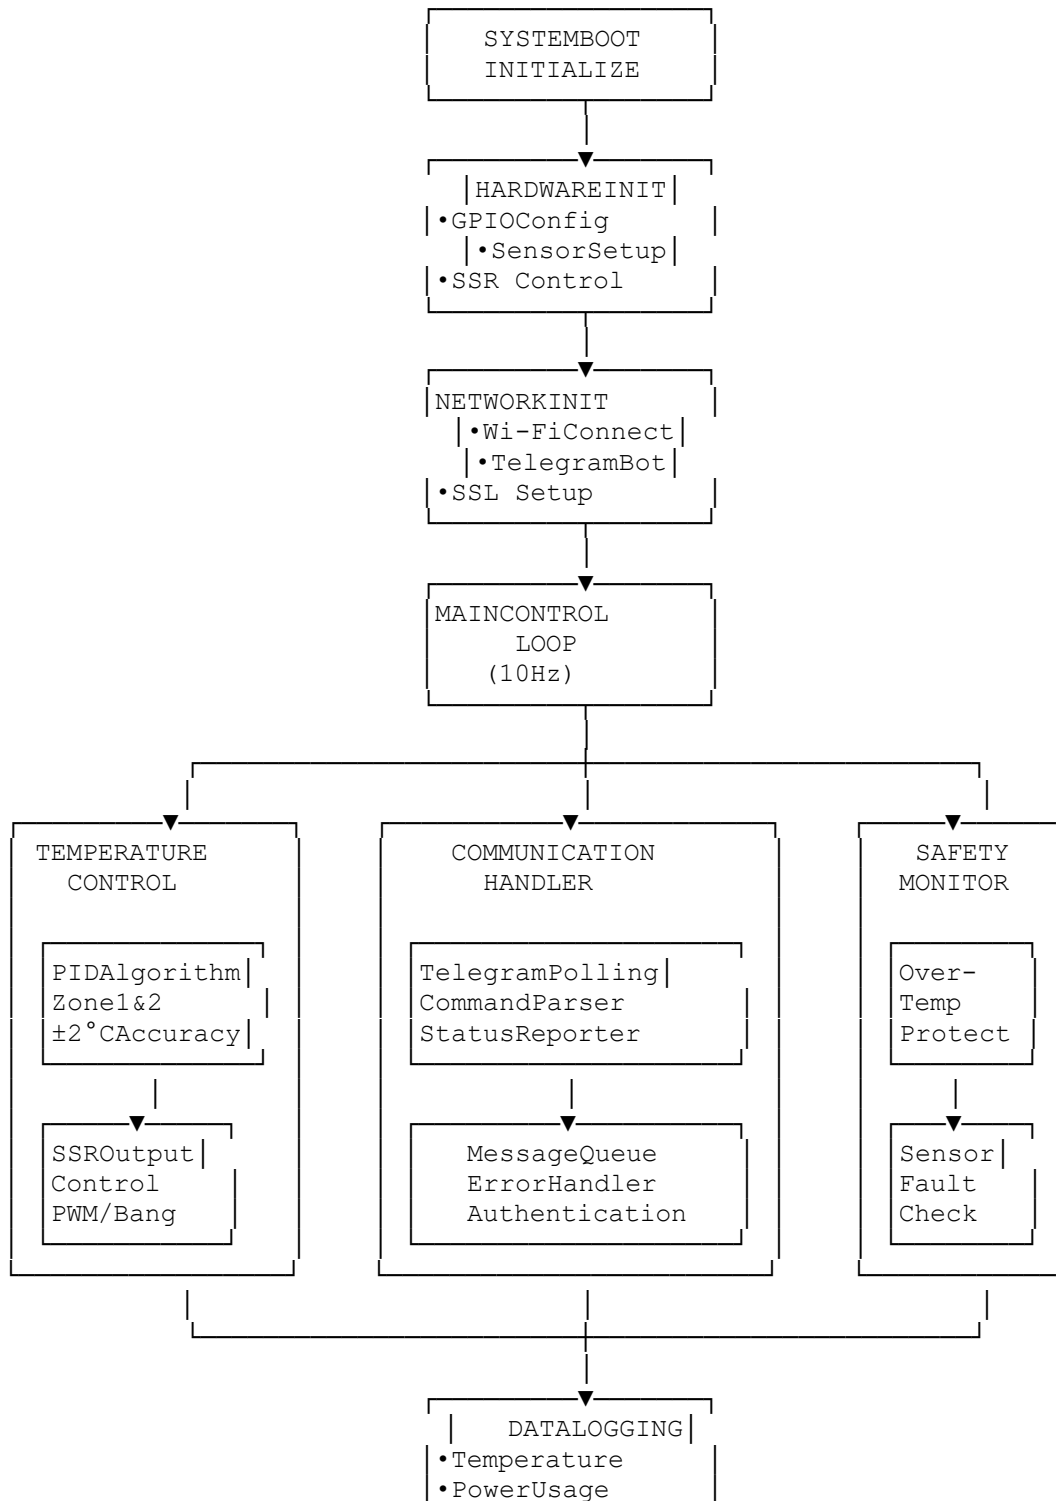 SYSTEMBOOT
INITIALIZE
HARDWAREINIT
•GPIOConfig
•SensorSetup
•SSR Control
NETWORKINIT
•Wi-FiConnect
•TelegramBot
•SSL Setup
MAINCONTROL
LOOP
(10Hz)
TEMPERATURE
CONTROL
PIDAlgorithm
Zone1&2
±2°CAccuracy
SSROutput
Control
PWM/Bang
COMMUNICATION
HANDLER
TelegramPolling
CommandParser
StatusReporter
MessageQueue
ErrorHandler
Authentication
SAFETY
MONITOR
Over-
Temp
Protect
Sensor
Fault
Check
DATALOGGING
•Temperature
•PowerUsage